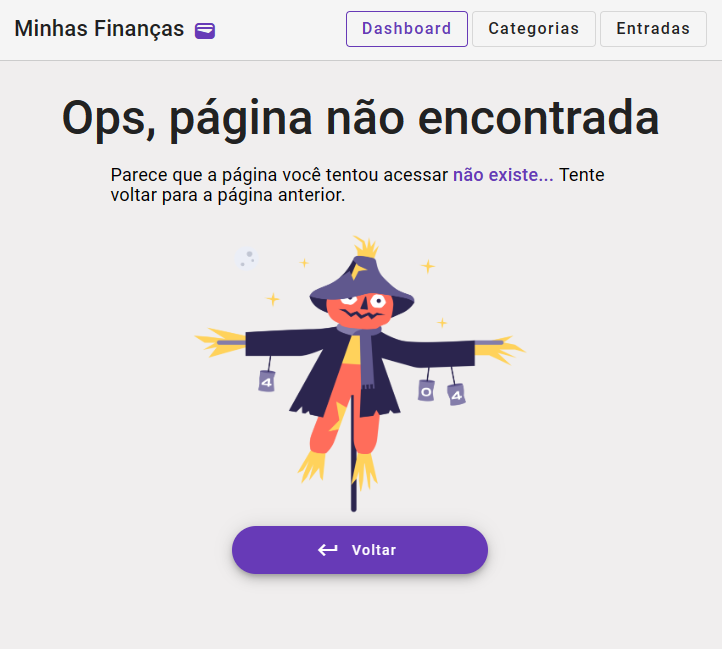 Minhas Finanças
Dashboard
Categorias
Entradas
Ops, página não encontrada
Parece que a página você tentou acessar não existe... Tente
voltar para a página anterior.
4
0
4
Voltar